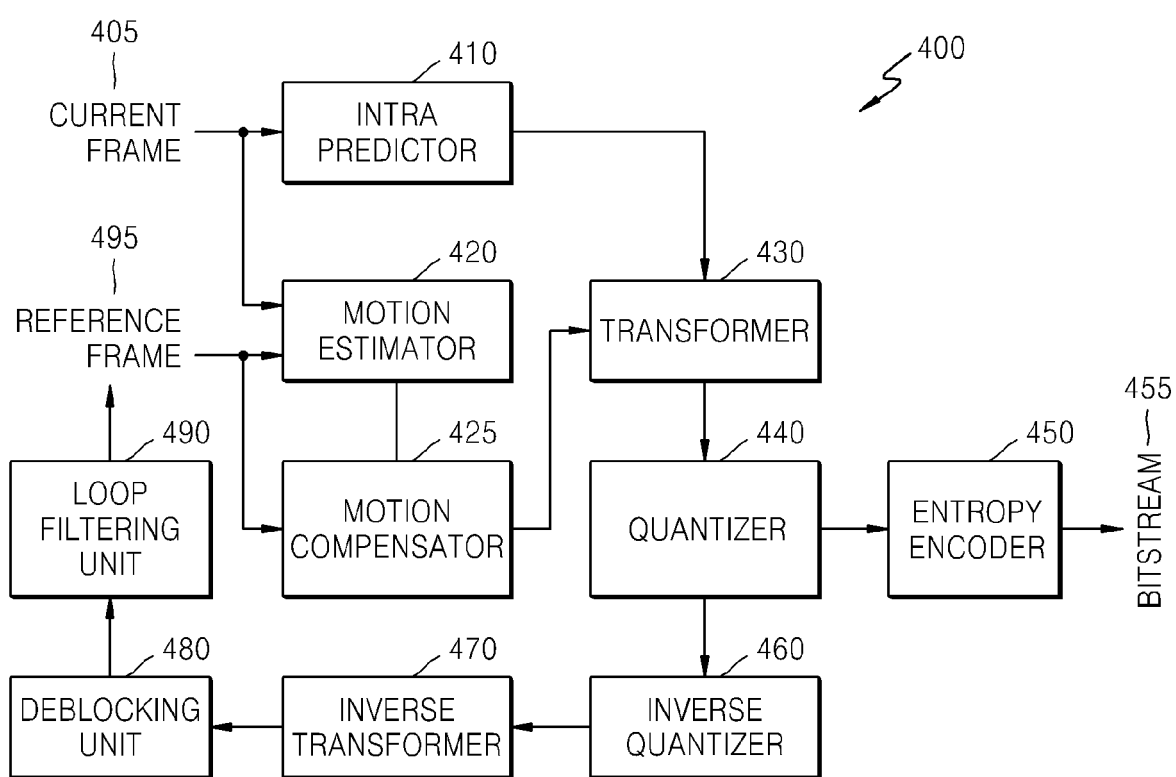 405
CURRENT
FRAME
410
INTRA
PREDICTOR
400
495
REFERENCE
FRAME
420
MOTION
ESTIMATOR
430
TRANSFORMER
490
LOOP
FILTERING
UNIT
425
MOTION
COMPENSATOR
440
QUANTIZER
450
ENTROPY
ENCODER
455
BITSTREAM
480
DEBLOCKING
UNIT
470
INVERSE
TRANSFORMER
460
INVERSE
QUANTIZER